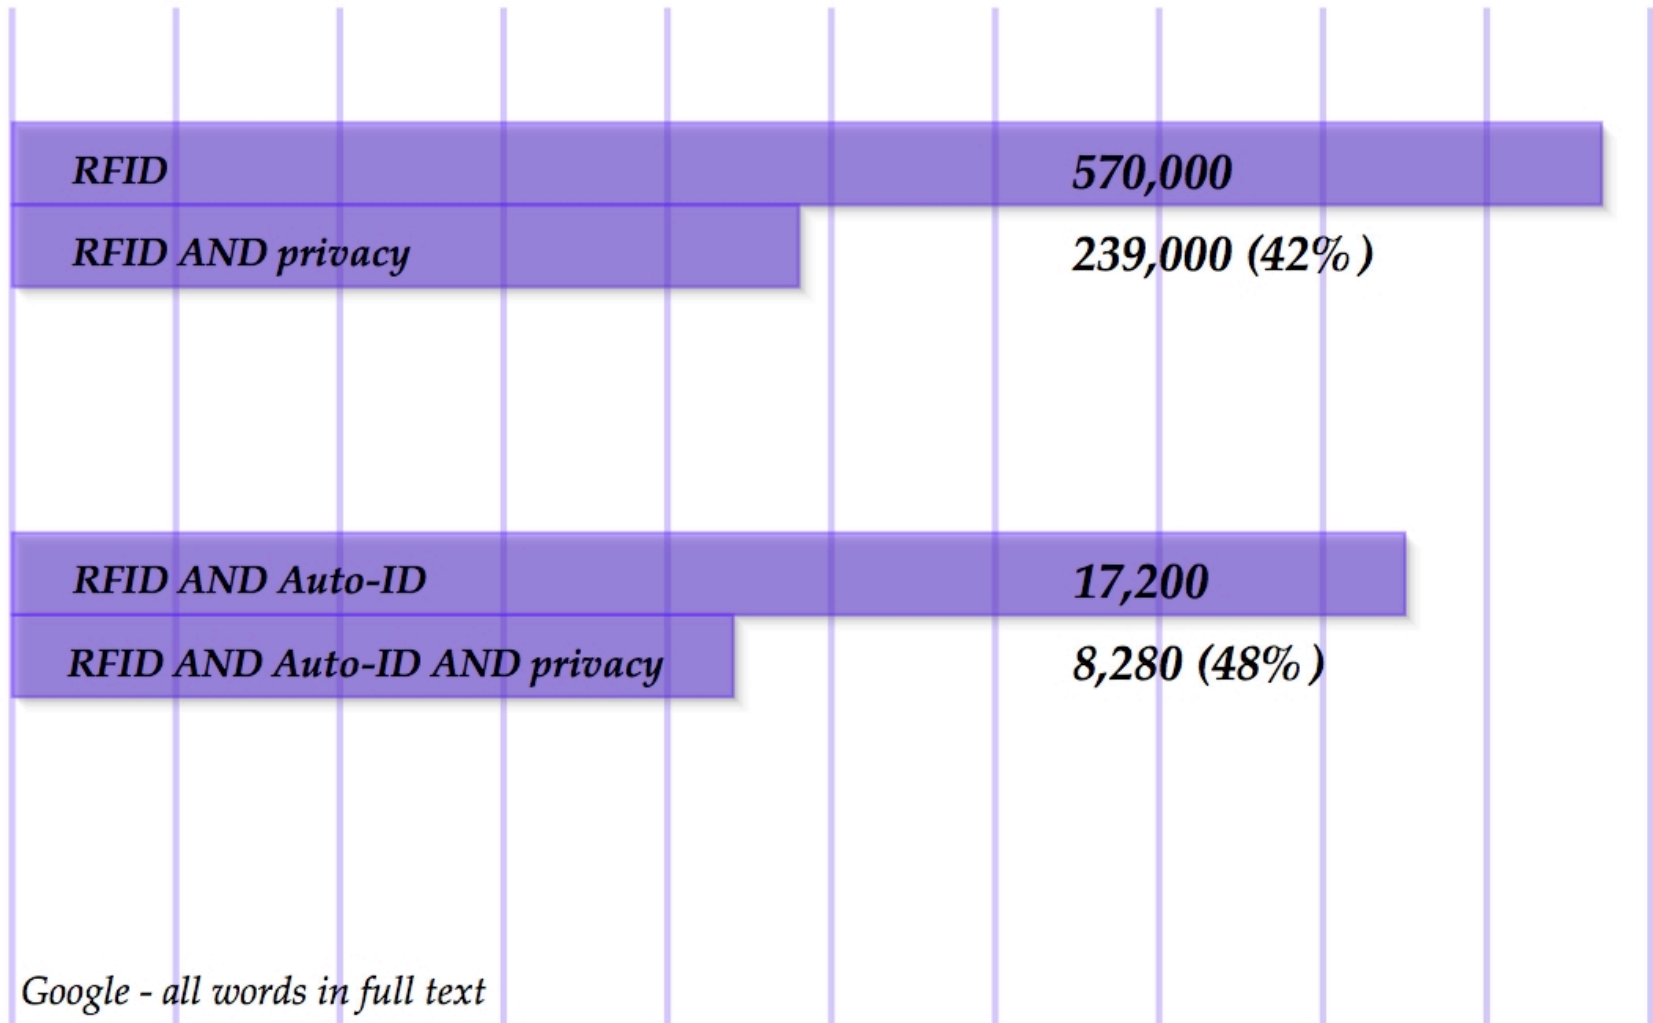 RFID 570,000
RFID AND privacy 239,000 (42%)
RFID AND Auto-ID 17,200
RFID AND Auto-ID AND privacy 8,280 (48%)
Google - all words in full text